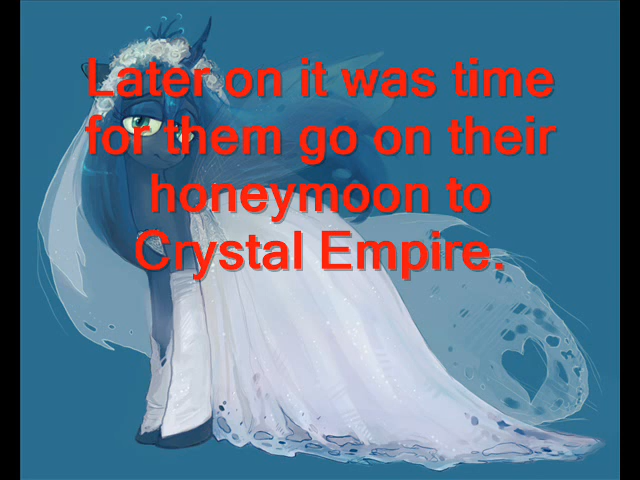 Later on it was time
for them go on their
honeymoon to
Crystal Empire.